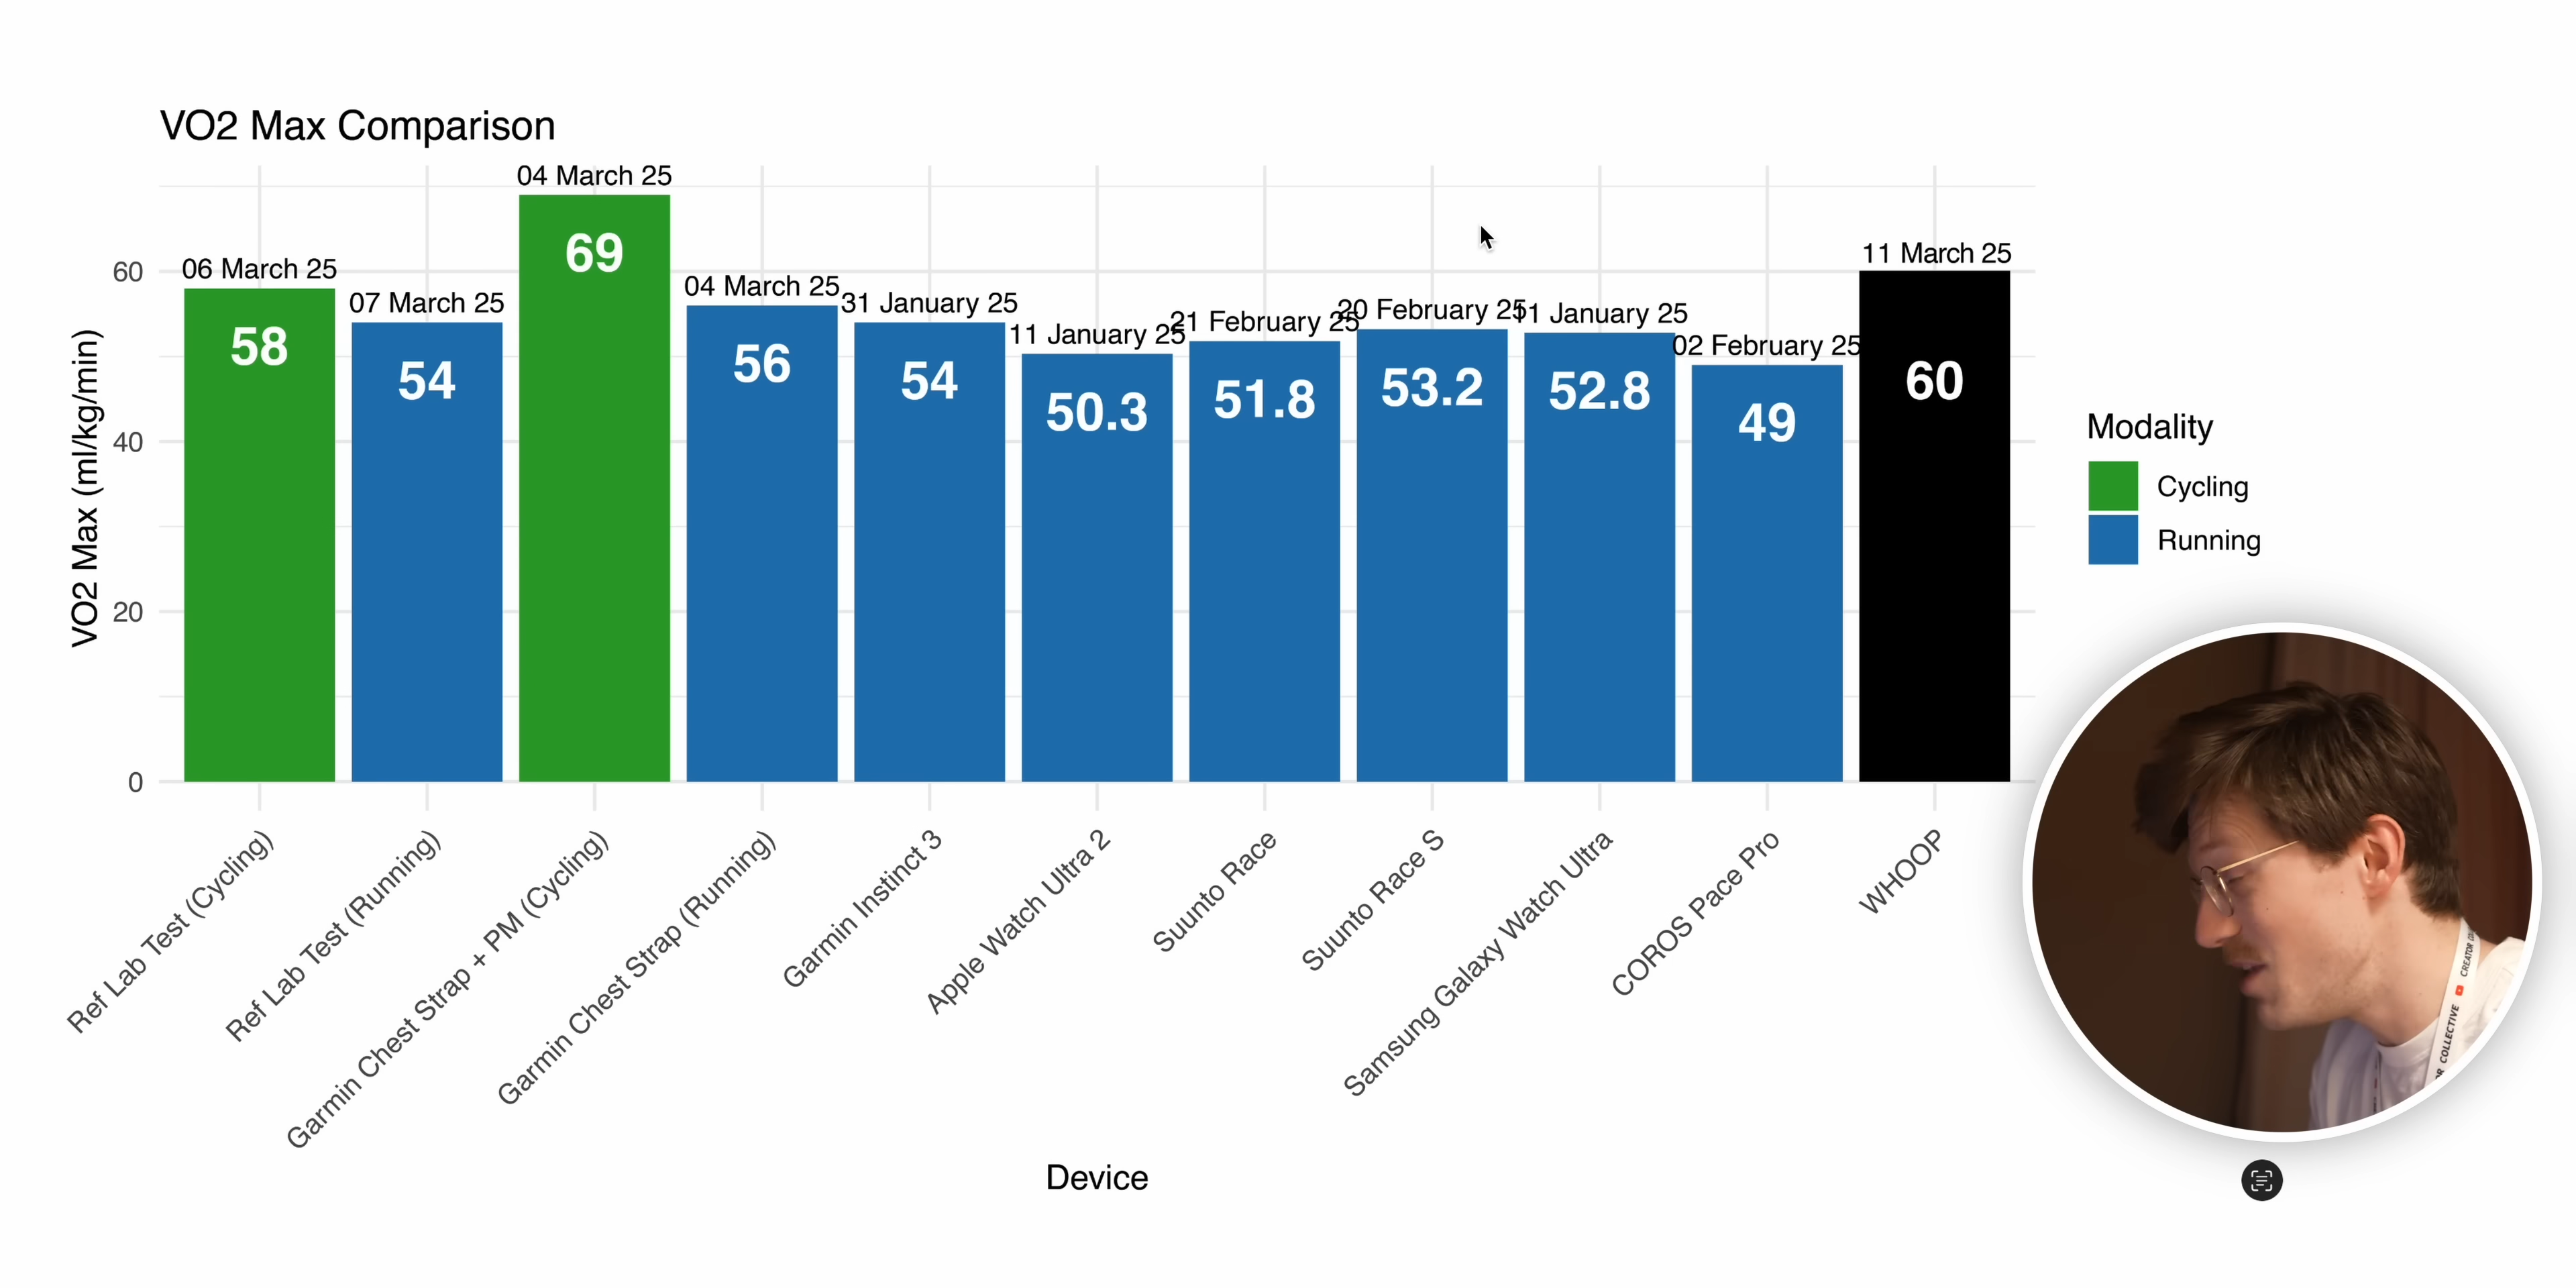 VO2 Max Comparison
VO2 Max (ml/kg/min)
60
40
20
0
06 March 25
07 March 25
04 March 25
04 March 25
31 January 25
11 January 25
21 February 25
20 February 25
11 January 25
02 February 25
11 March 25
58
54
69
56
54
50.3
51.8
53.2
52.8
49
60
Ref Lab Test (Cycling)
Ref Lab Test (Running)
Garmin Chest Strap + PM (Cycling)
Garmin Chest Strap (Running)
Garmin Instinct 3
Apple Watch Ultra 2
Suunto Race
Suunto Race S
Samsung Galaxy Watch Ultra
COROS Pace Pro
WHOOP
Device
Modality
Cycling
Running
COLLECTIVE
CREATOR